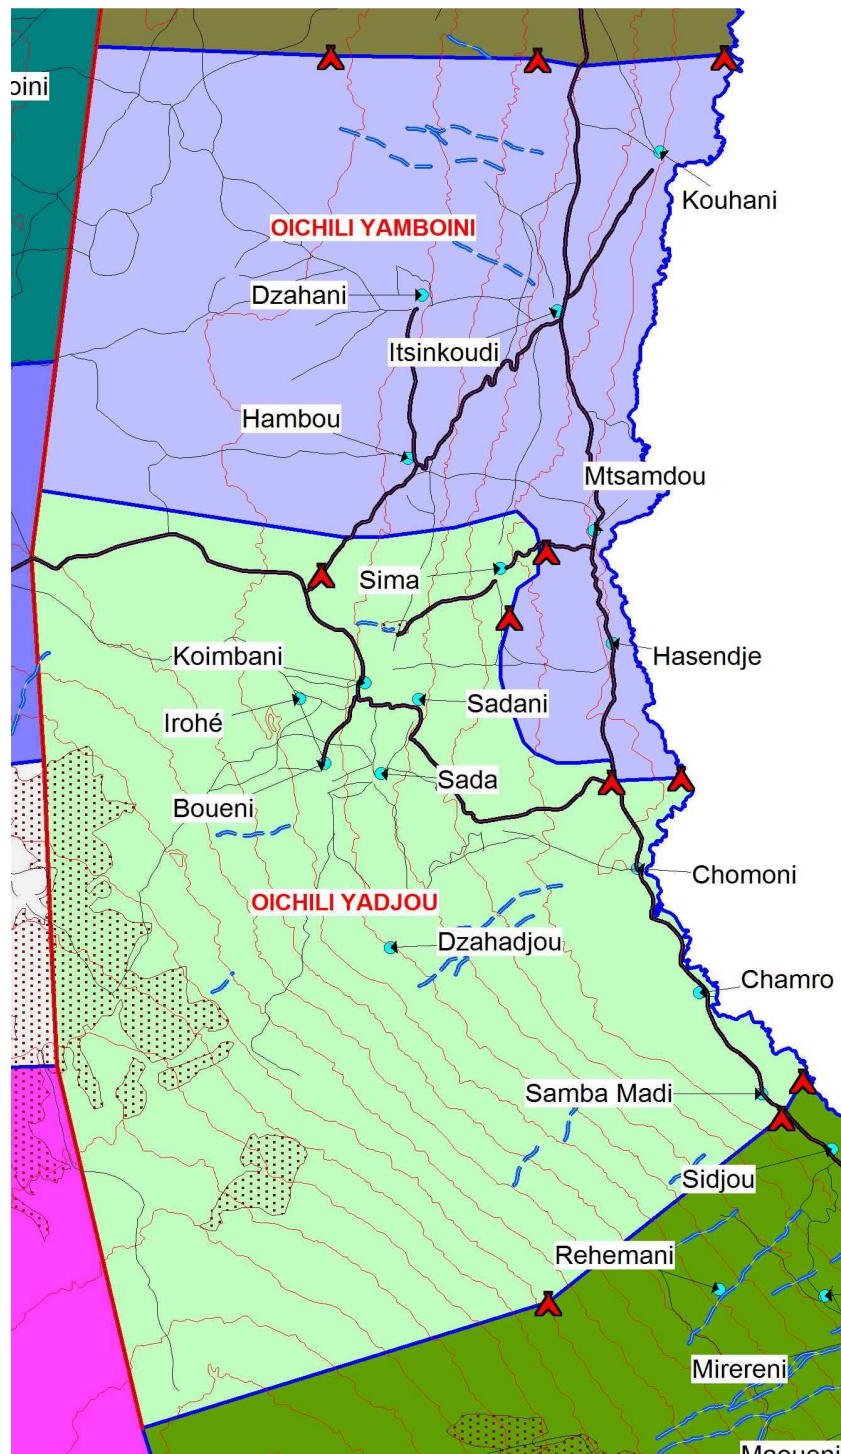 oini
Kouhani
OICHILI YAMBOINI
Dzahani
Itsinkoudi
Hambou
Mtsamdou
Sima
Koimbani
Hasendje
Irohé
Sadani
Boueni
Sada
Chomoni
OICHILI YADJOU
Dzahadjou
Chamro
Samba Madi
Sidjou
Rehemani
Mirereni